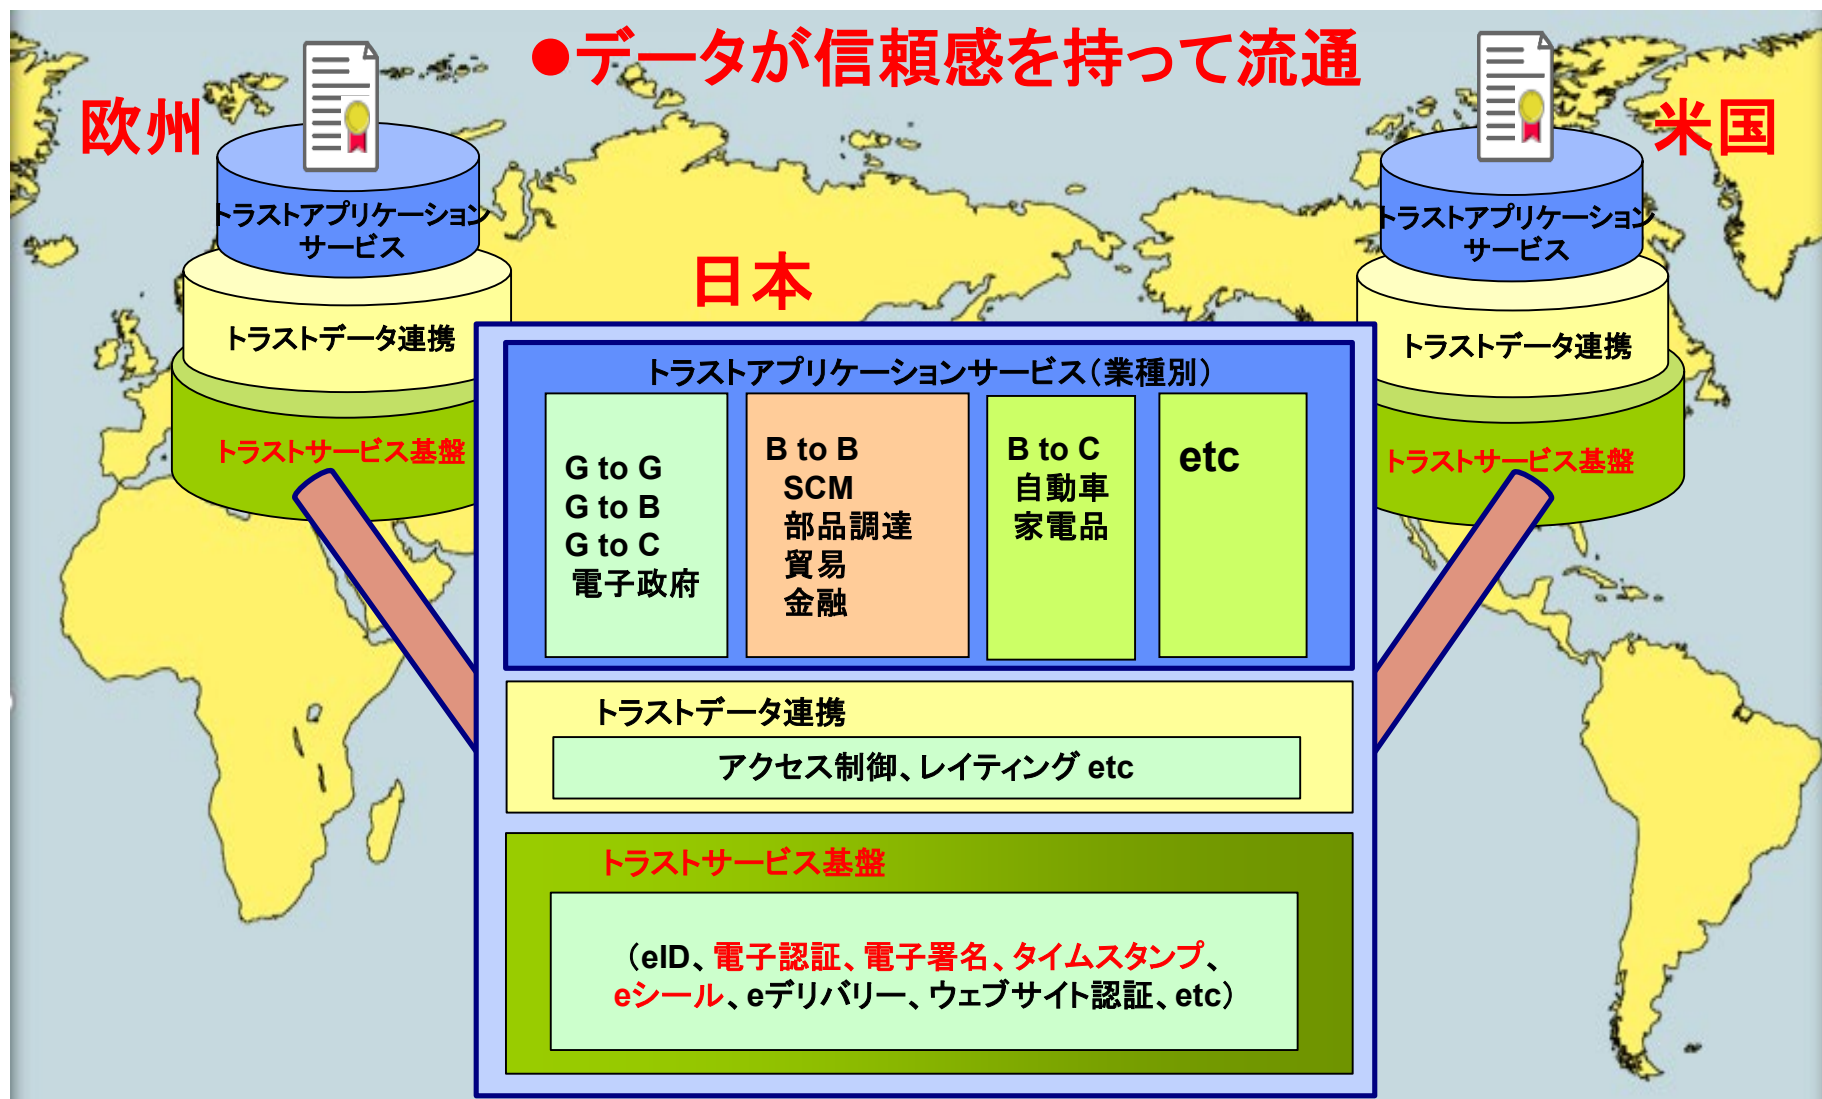 ●データが信頼感を持って流通
欧州
米国
日本
トラストアプリケーション
サービス
トラストデータ連携
トラストサービス基盤
トラストアプリケーション
サービス
トラストデータ連携
トラストサービス基盤
トラストアプリケーションサービス（業種別）
G to G
G to B
G to C
電子政府
B to B
SCM
部品調達
貿易
金融
B to C
自動車
家電品
etc
トラストデータ連携
アクセス制御、レイティング etc
トラストサービス基盤
（eID、電子認証、電子署名、タイムスタンプ、
eシール、eデリバリー、ウェブサイト認証、etc）